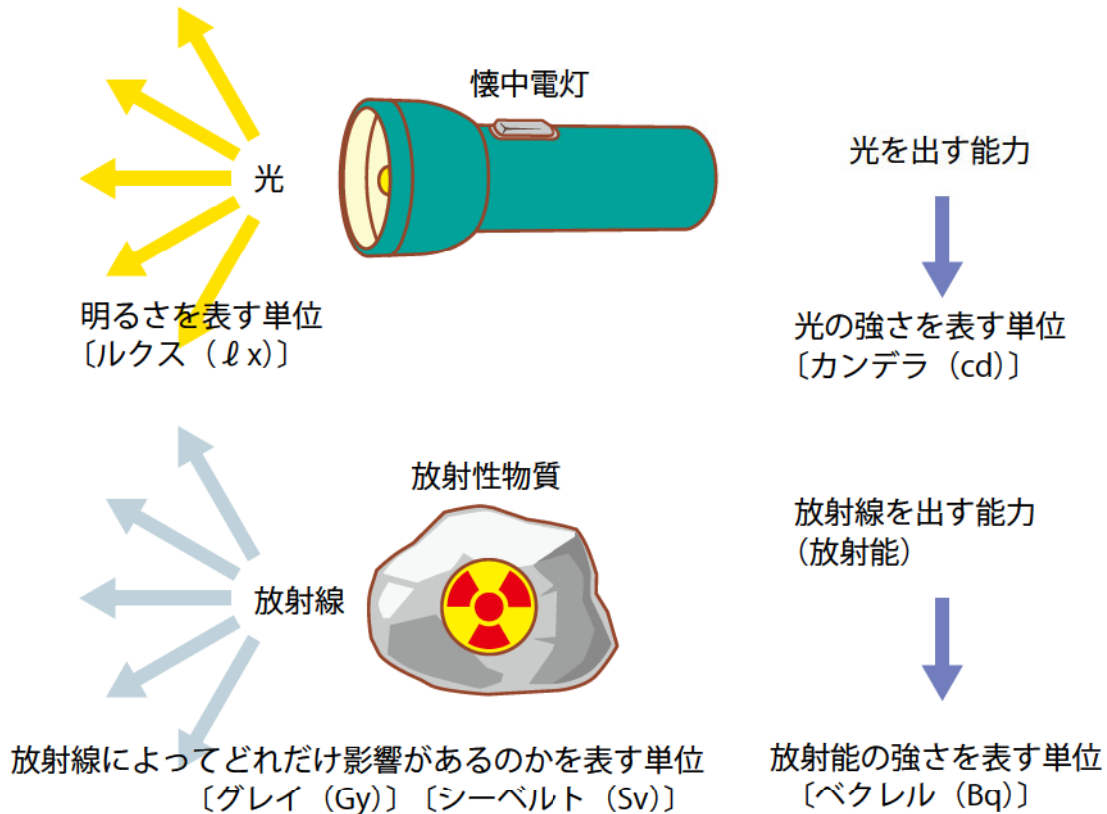 懐中電灯
光
光を出す能力
明るさを表す単位
〔ルクス（ℓx）〕
光の強さを表す単位
〔カンデラ（cd）〕
放射性物質
放射線
放射線を出す能力
（放射能）
放射線によってどれだけ影響があるのかを表す単位
〔グレイ（Gy）〕〔シーベルト（Sv）〕
放射能の強さを表す単位
〔ベクレル（Bq）〕